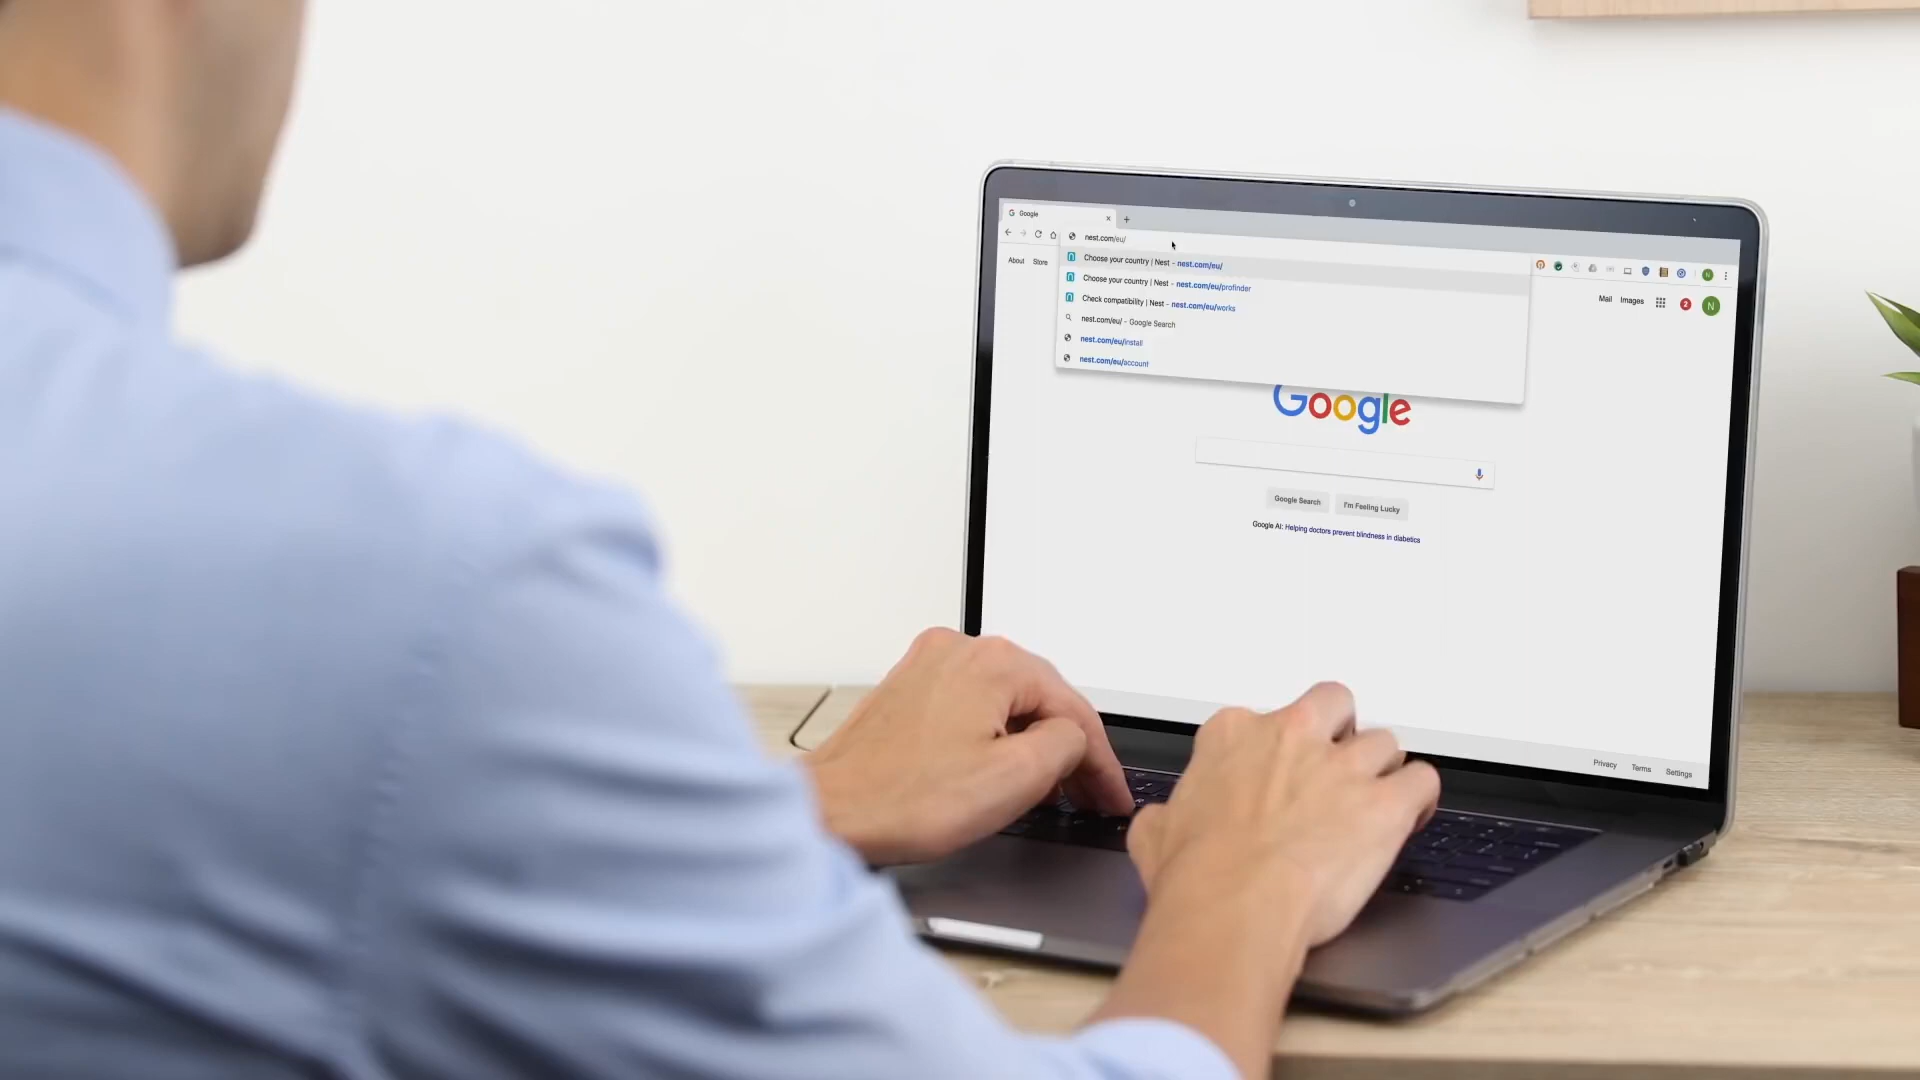 Google
nest.com/eu/
Choose your country | Nest - nest.com/eu/
Choose your country | Nest - nest.com/eu/profinder
Check compatibility | Nest - nest.com/eu/works
nest.com/eu/ - Google Search
nest.com/eu/install
nest.com/eu/account
About Store
Mail Images 2 N
Google
Google Search I'm Feeling Lucky
Google AI: Helping doctors prevent blindness in diabetics
Privacy Terms Settings